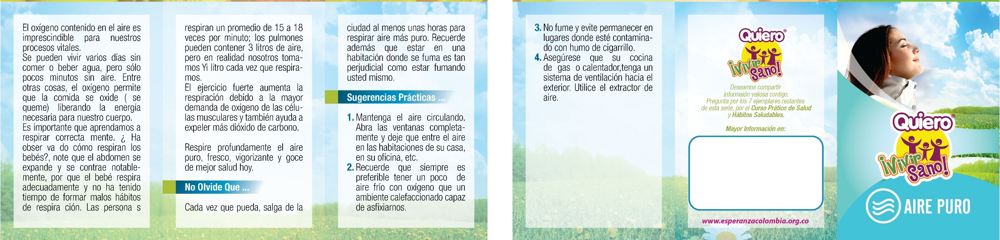 El oxígeno contenido en el aire es
imprescindible para nuestros
procesos vitales.
Se pueden vivir varios días sin
comer o beber agua, pero sólo
pocos minutos sin aire. Entre
otras cosas, el oxígeno permite
que la comida se oxide ( se
queme) liberando la energía
necesaria para nuestro cuerpo.
Es importante que aprendamos a
respirar correcta mente. ¿ Ha
obser va do cómo respiran los
bebés?, note que el abdomen se
expande y se contrae notable-
mente, por que el bebé respira
adecuadamente y no ha tenido
tiempo de formar malos hábitos
de respira ción. Las persona s
respiran un promedio de 15 a 18
veces por minuto; los pulmones
pueden contener 3 litros de aire,
pero en realidad nosotros toma-
mos Yi litro cada vez que respira-
mos.
El ejercicio fuerte aumenta la
respiración debido a la mayor
demanda de oxígeno de las célu-
las musculares y también ayuda a
expeler más dióxido de carbono.
Respire profundamente el aire
puro, fresco, vigorizante y goce
de mejor salud hoy.
No Olvide Que ...
Cada vez que pueda, salga de la
ciudad al menos unas horas para
respirar aire más puro. Recuerde
además que estar en una
habitación donde se fuma es tan
perjudicial como estar fumando
usted mismo.
Sugerencias Prácticas ...
1. Mantenga el aire circulando.
Abra las ventanas completa-
mente y deje que entre el aire
en las habitaciones de su casa,
en su oficina, etc.
2. Recuerde que siempre es
preferible tener un poco de
aire frío con oxígeno que un
ambiente calefaccionado capaz
de asfixiarnos.
3. No fume y evite permanecer en
lugares donde esté contamina-
do con humo de cigarrillo.
4. Asegúrese que su cocina
de gas o calentador,tenga un
sistema de ventilación hacia el
exterior. Utilice el extractor de
aire.
Quiero®
¡Vivir
Sano!
Deseamos compartir
informaión valiosa contigo.
Pregunta por los 7 ejemplares restantes
de esta serie, por el Curso Prático de Salud
y Hábitos Saludables.
Mayor Información en:
www.esperanzacolombia.org.co
Quiero®
¡Vivir
Sano!
AIRE PURO